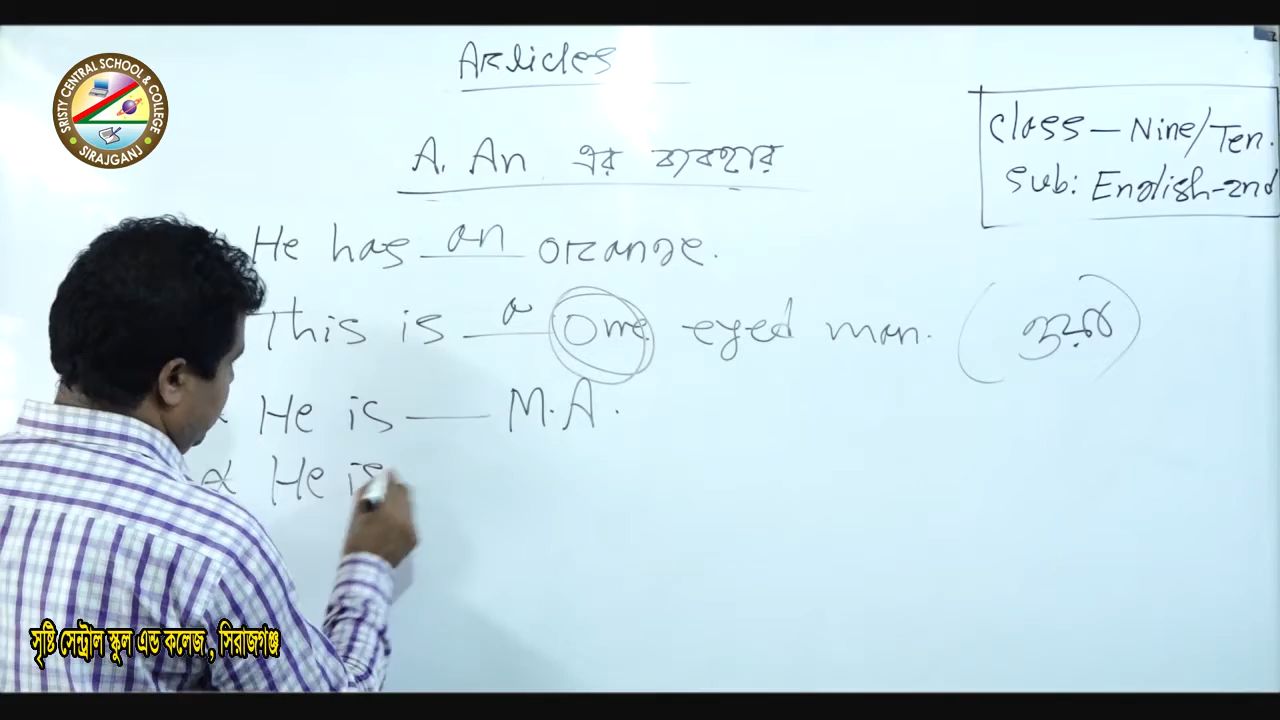 SRISTY CENTRAL SCHOOL & COLLEGE
SIRAJGANJ
Articles
A. An এর ব্যবহার
Class - Nine/Ten.
Sub: English-2nd
He has an orange.
This is a One eyed man. (ওয়ান)
He is — M.A.
He is
সৃষ্টি সেন্ট্রাল স্কুল এন্ড কলেজ, সিরাজগঞ্জ